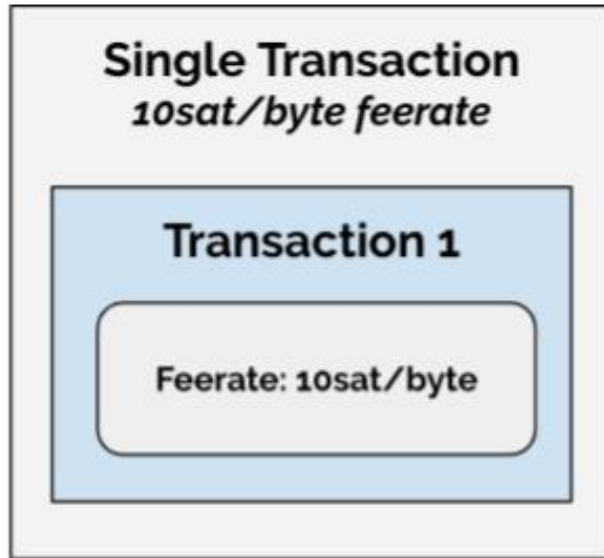 Single Transaction
10sat/byte feerate
Transaction 1
Feerate: 10sat/byte